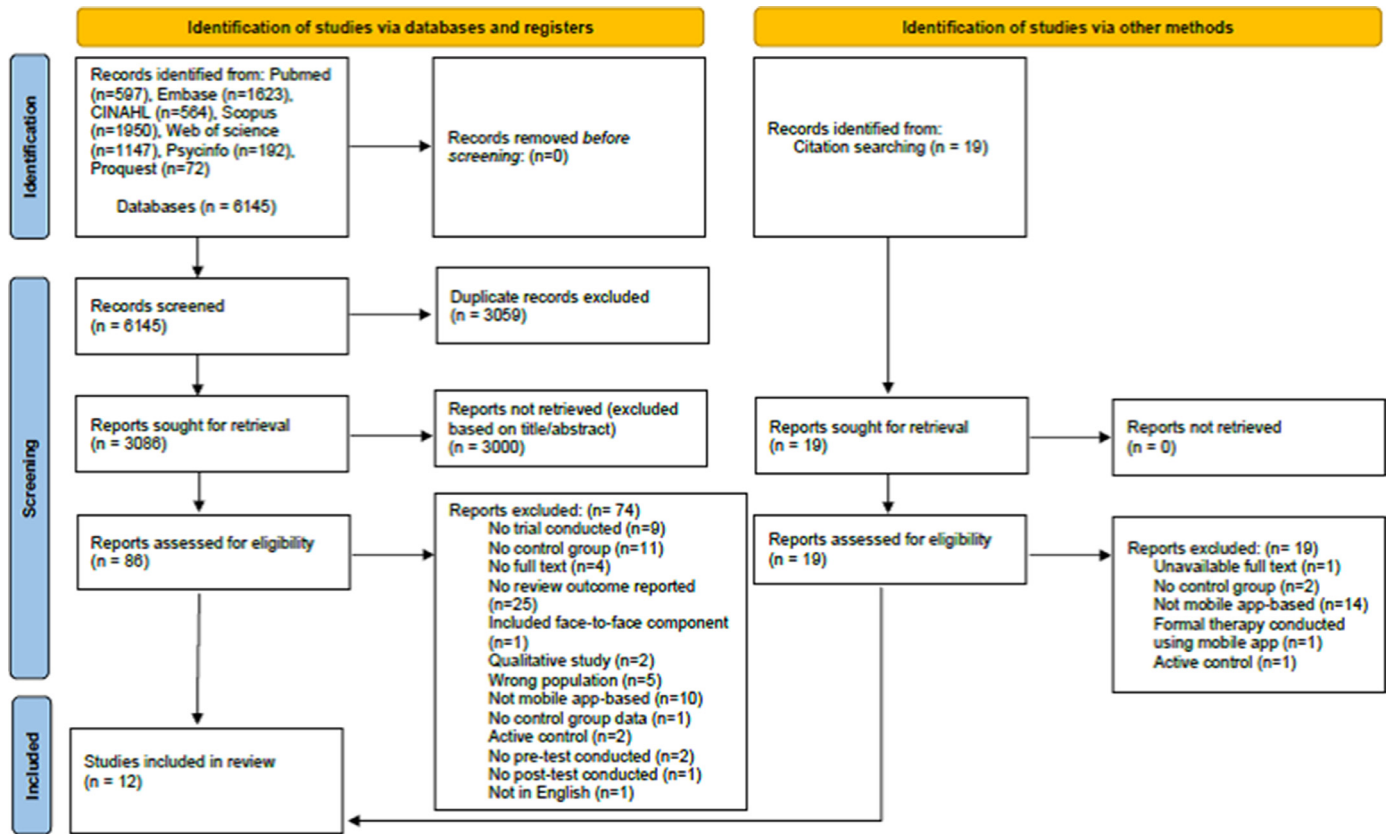 Identification of studies via databases and registers
Identification of studies via other methods
Identification
Records identified from: Pubmed
(n=597), Embase (n=1623),
CINAHL (n=564), Scopus
(n=1950), Web of science
(n=1147), Psycinfo (n=192),
Proquest (n=72)
Databases (n = 6145)
Records removed before
screening: (n=0)
Records identified from:
Citation searching (n = 19)
Screening
Records screened
(n = 6145)
Duplicate records excluded
(n = 3059)
Reports sought for retrieval
(n = 3086)
Reports not retrieved (excluded
based on title/abstract)
(n = 3000)
Reports sought for retrieval
(n = 19)
Reports not retrieved
(n = 0)
Reports assessed for eligibility
(n = 86)
Reports excluded: (n= 74)
No trial conducted (n=9)
No control group (n=11)
No full text (n=4)
No review outcome reported
(n=25)
Included face-to-face component
(n=1)
Qualitative study (n=2)
Wrong population (n=5)
Not mobile app-based (n=10)
No control group data (n=1)
Active control (n=2)
No pre-test conducted (n=2)
No post-test conducted (n=1)
Not in English (n=1)
Reports assessed for eligibility
(n = 19)
Reports excluded: (n= 19)
Unavailable full text (n=1)
No control group (n=2)
Not mobile app-based (n=14)
Formal therapy conducted
using mobile app (n=1)
Active control (n=1)
Included
Studies included in review
(n = 12)